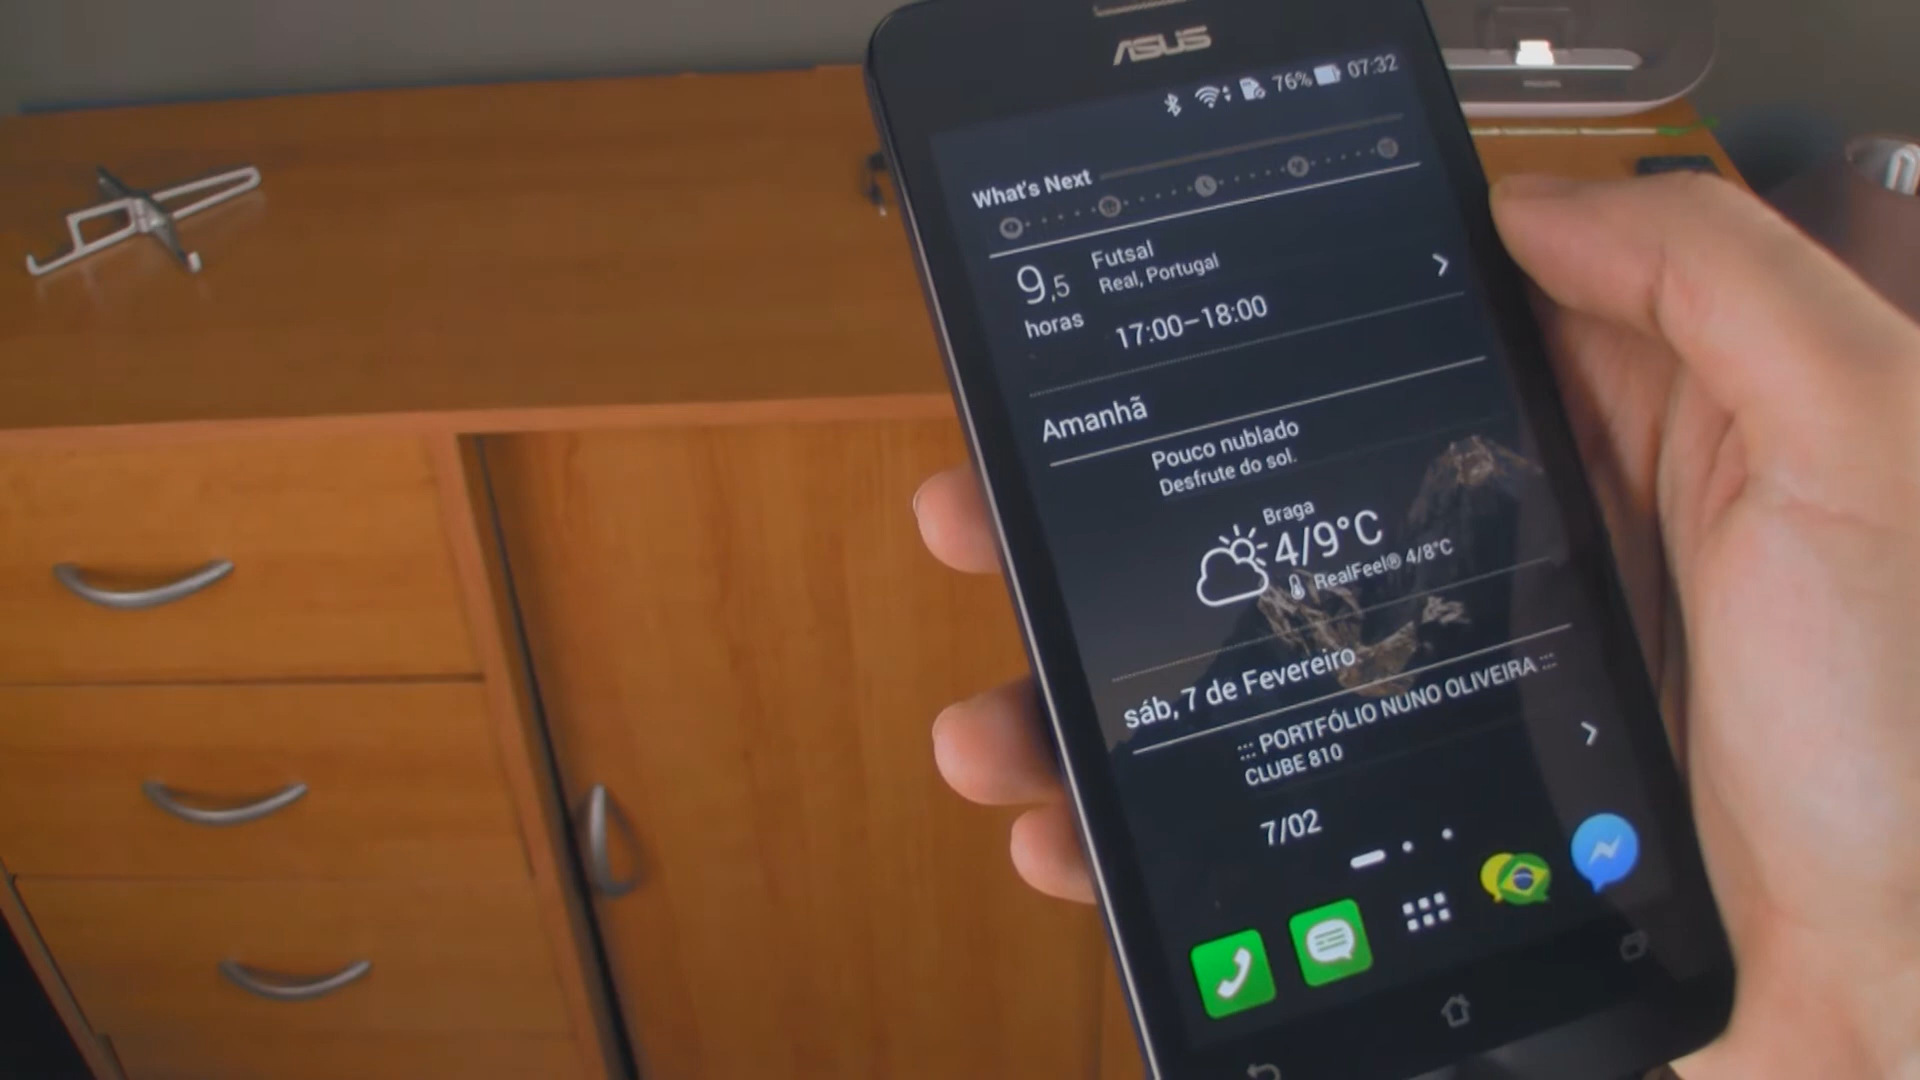 ASUS
76% 07:32
What's Next
9,5
horas
Futsal
Real, Portugal
17:00–18:00
Amanhã
Pouco nublado
Desfrute do sol.
Braga
4/9°C
RealFeel® 4/8°C
sáb, 7 de Fevereiro
::: PORTFÓLIO NUNO OLIVEIRA :::
CLUBE 810
7/02